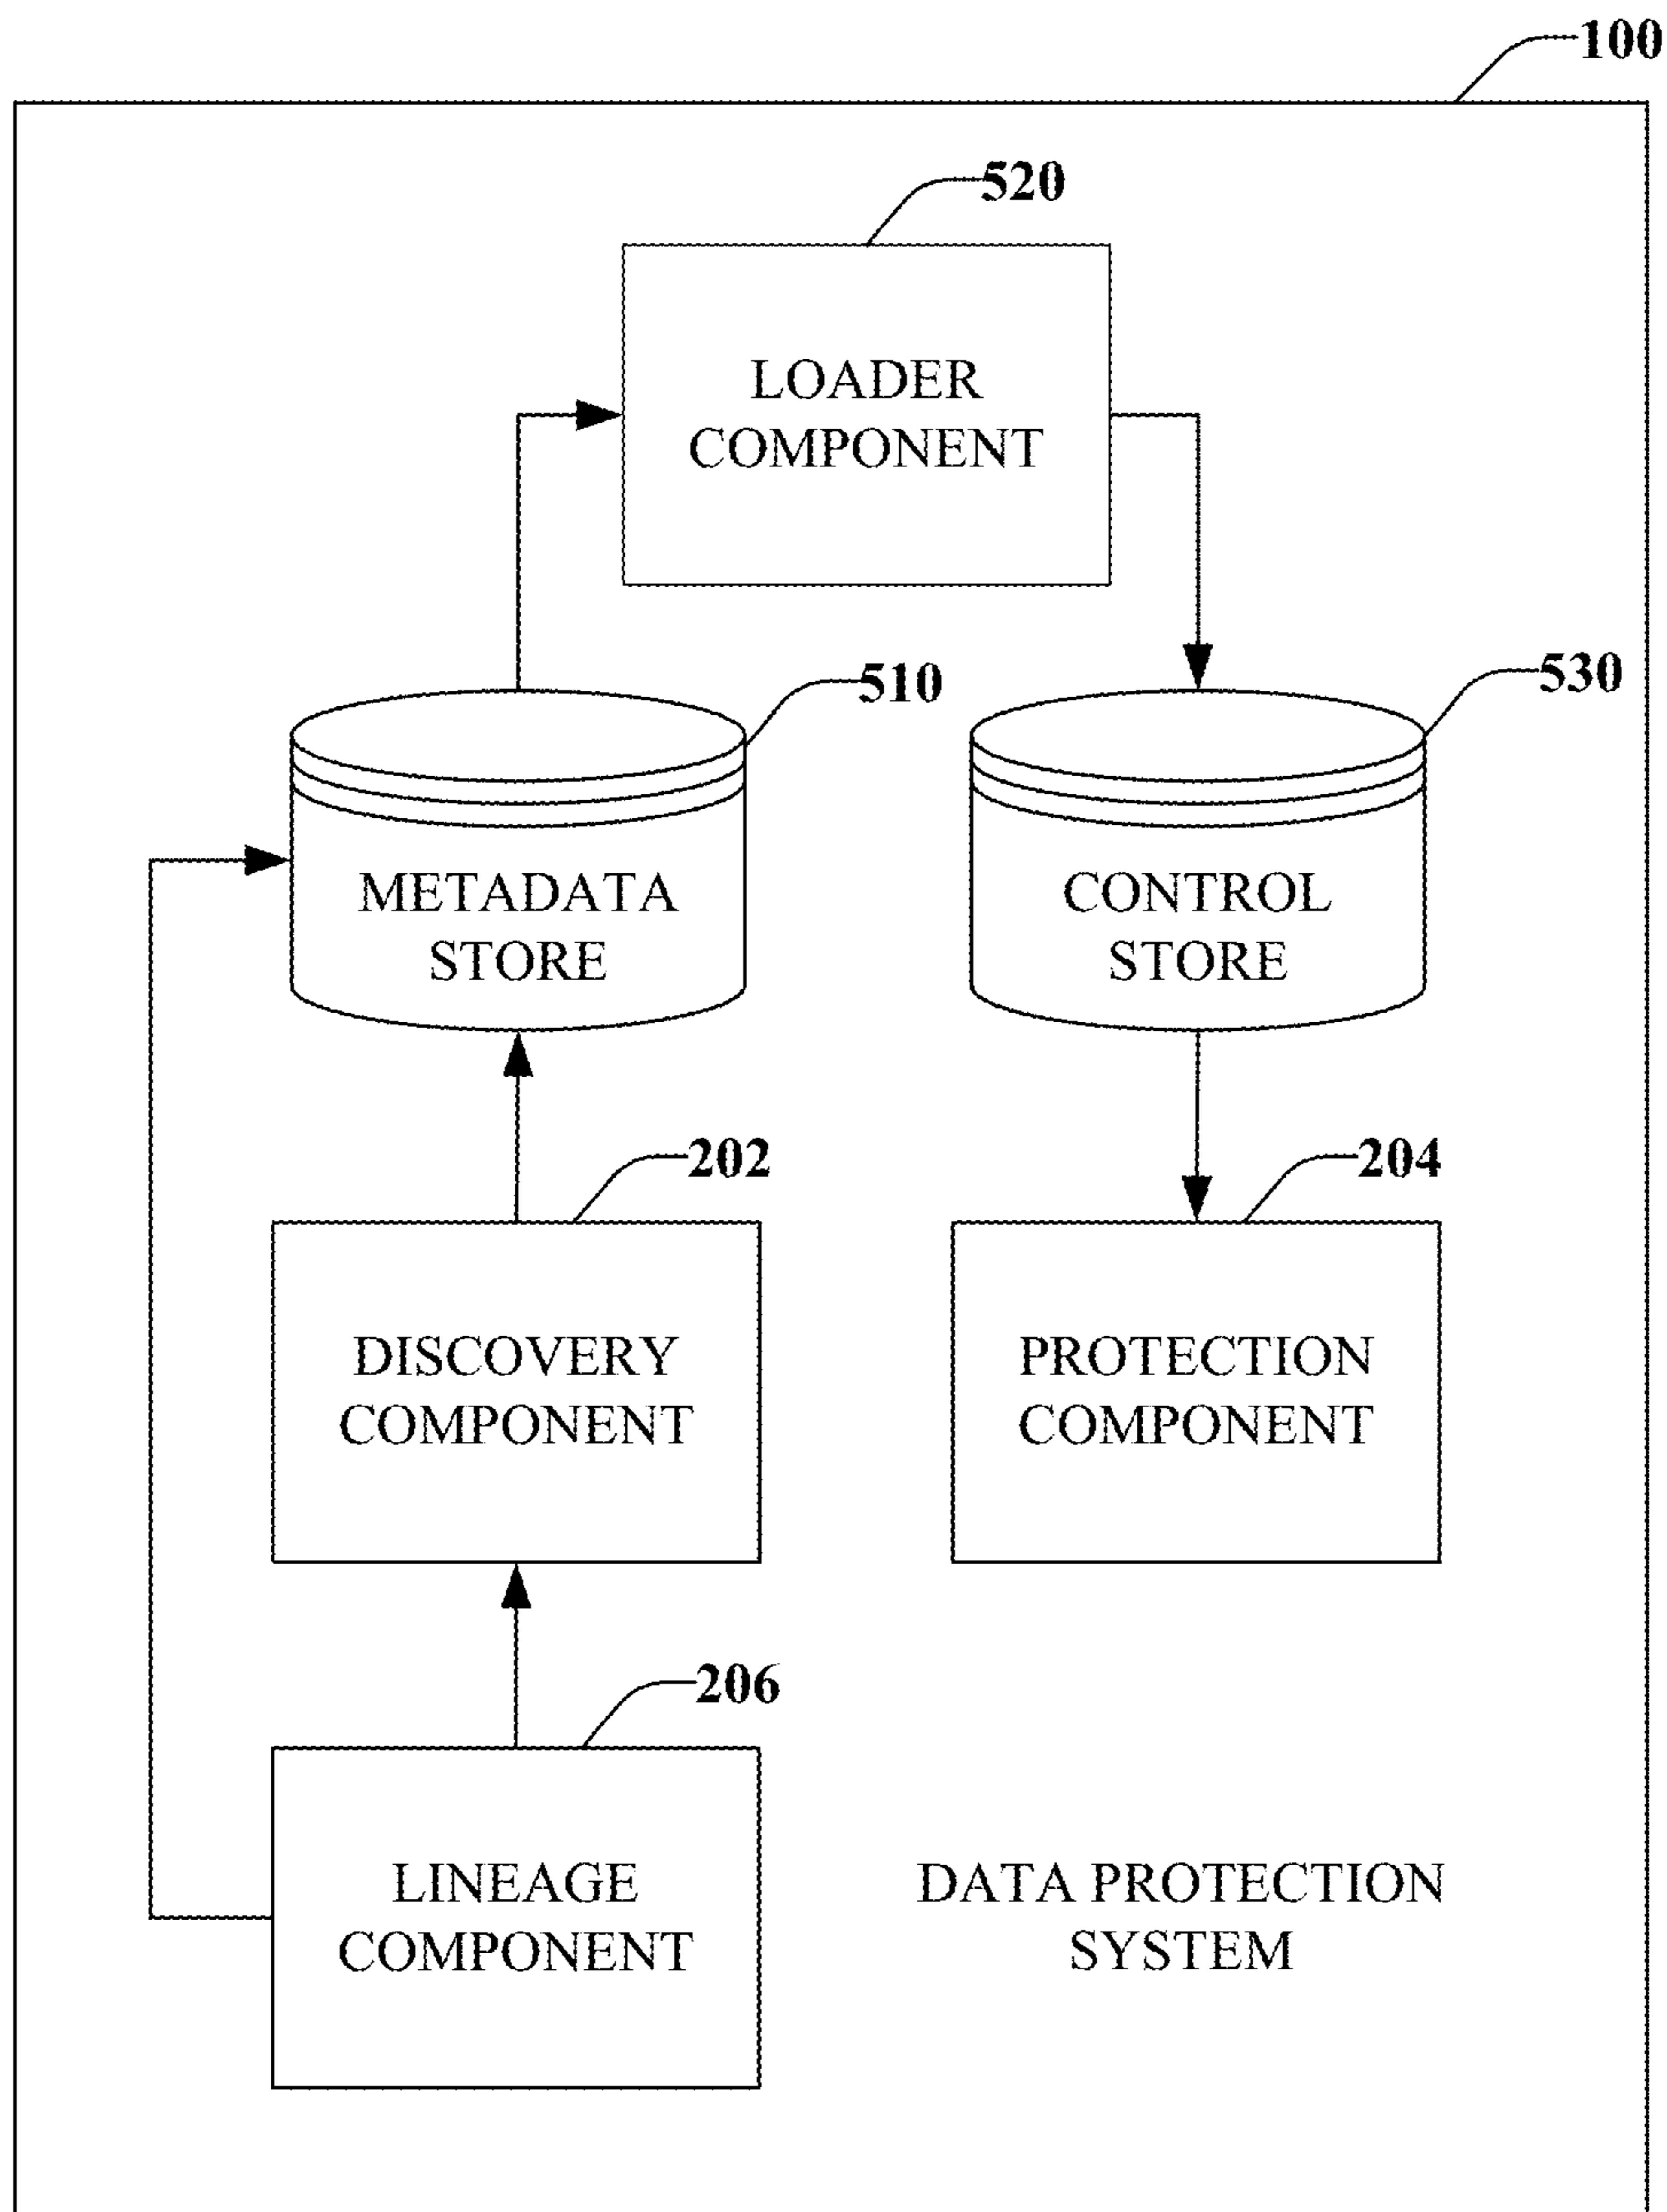 100
520
LOADER
COMPONENT
510
530
METADATA
STORE
CONTROL
STORE
202
204
DISCOVERY
COMPONENT
PROTECTION
COMPONENT
206
LINEAGE
COMPONENT
DATA PROTECTION
SYSTEM